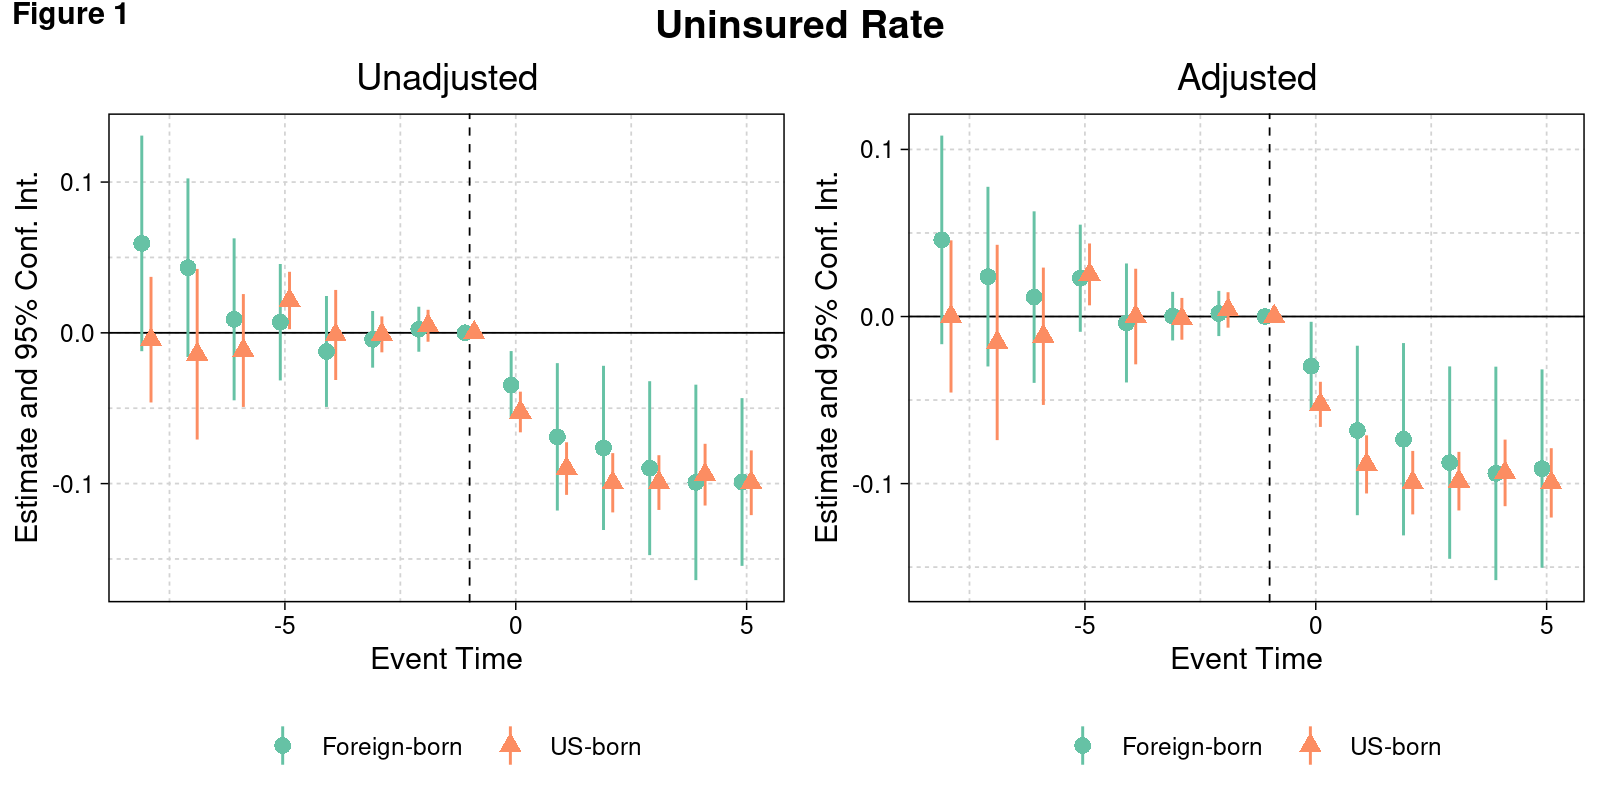 Figure 1
Uninsured Rate
Unadjusted
Estimate and 95% Conf. Int.
0.1
0.0
-0.1
-5 0 5
Event Time
Foreign-born US-born
Adjusted
Estimate and 95% Conf. Int.
0.1
0.0
-0.1
-5 0 5
Event Time
Foreign-born US-born